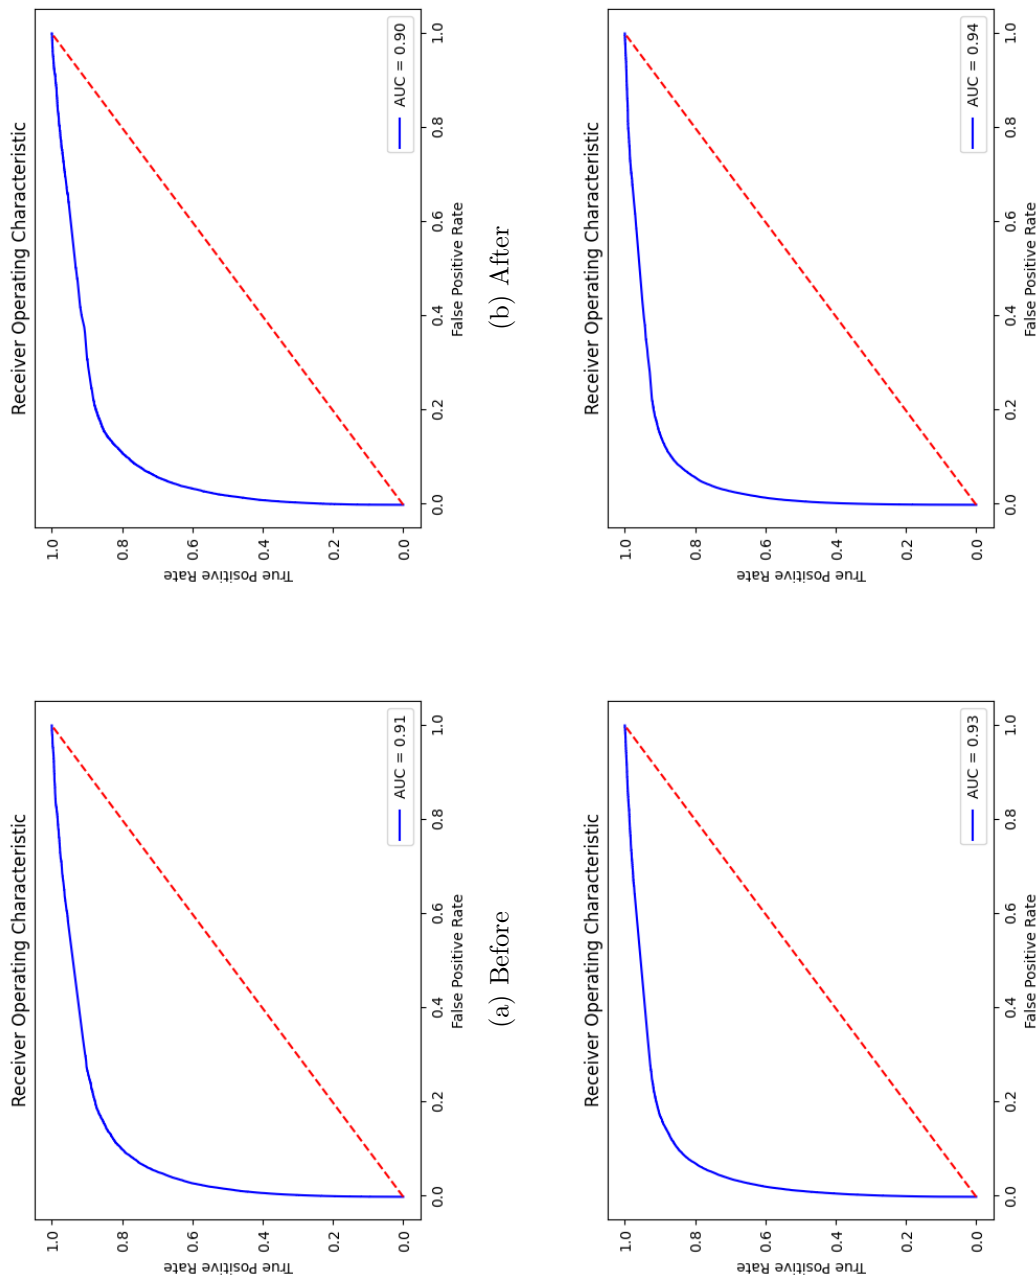 Receiver Operating Characteristic
True Positive Rate
1.0
0.8
0.6
0.4
0.2
0.0
AUC = 0.91
0.0
0.2
0.4
0.6
0.8
1.0
False Positive Rate
(a) Before
Receiver Operating Characteristic
True Positive Rate
1.0
0.8
0.6
0.4
0.2
0.0
AUC = 0.90
0.0
0.2
0.4
0.6
0.8
1.0
False Positive Rate
(b) After
Receiver Operating Characteristic
True Positive Rate
1.0
0.8
0.6
0.4
0.2
0.0
AUC = 0.93
0.0
0.2
0.4
0.6
0.8
1.0
False Positive Rate
Receiver Operating Characteristic
True Positive Rate
1.0
0.8
0.6
0.4
0.2
0.0
AUC = 0.94
0.0
0.2
0.4
0.6
0.8
1.0
False Positive Rate